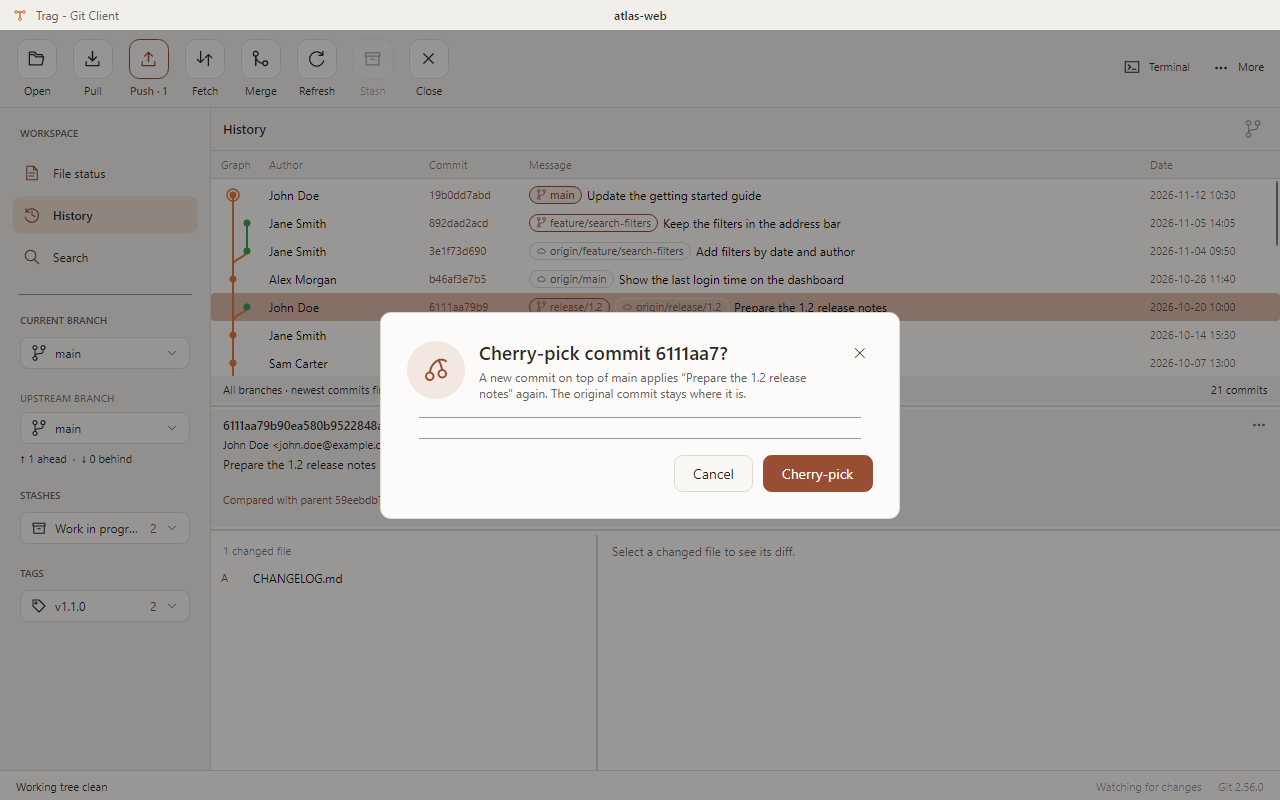 Trag - Git Client
atlas-web
Open
Pull
Push · 1
Fetch
Merge
Refresh
Stash
Close
Terminal
More
WORKSPACE
File status
History
Search
CURRENT BRANCH
main
UPSTREAM BRANCH
main
↑ 1 ahead · ↓ 0 behind
STASHES
Work in progr... 2
TAGS
v1.1.0 2
History
Graph Author Commit Message Date
John Doe 19b0dd7abd main Update the getting started guide 2026-11-12 10:30
Jane Smith 892dad2acd feature/search-filters Keep the filters in the address bar 2026-11-05 14:05
Jane Smith 3e1f73d690 origin/feature/search-filters Add filters by date and author 2026-11-04 09:50
Alex Morgan b46af3e7b5 origin/main Show the last login time on the dashboard 2026-10-28 11:40
John Doe 6111aa79b9 release/1.2 origin/release/1.2 Prepare the 1.2 release notes 2026-10-20 10:00
Jane Smith 2026-10-14 15:30
Sam Carter 2026-10-07 13:00
All branches · newest commits 21 commits
6111aa79b90ea580b9522848
John Doe <john.doe@example.
Prepare the 1.2 release notes
Compared with parent 59eebdb
1 changed file
A CHANGELOG.md
Select a changed file to see its diff.
Cherry-pick commit 6111aa7?
A new commit on top of main applies “Prepare the 1.2 release
notes” again. The original commit stays where it is.
Cancel
Cherry-pick
Working tree clean
Watching for changes
Git 2.56.0